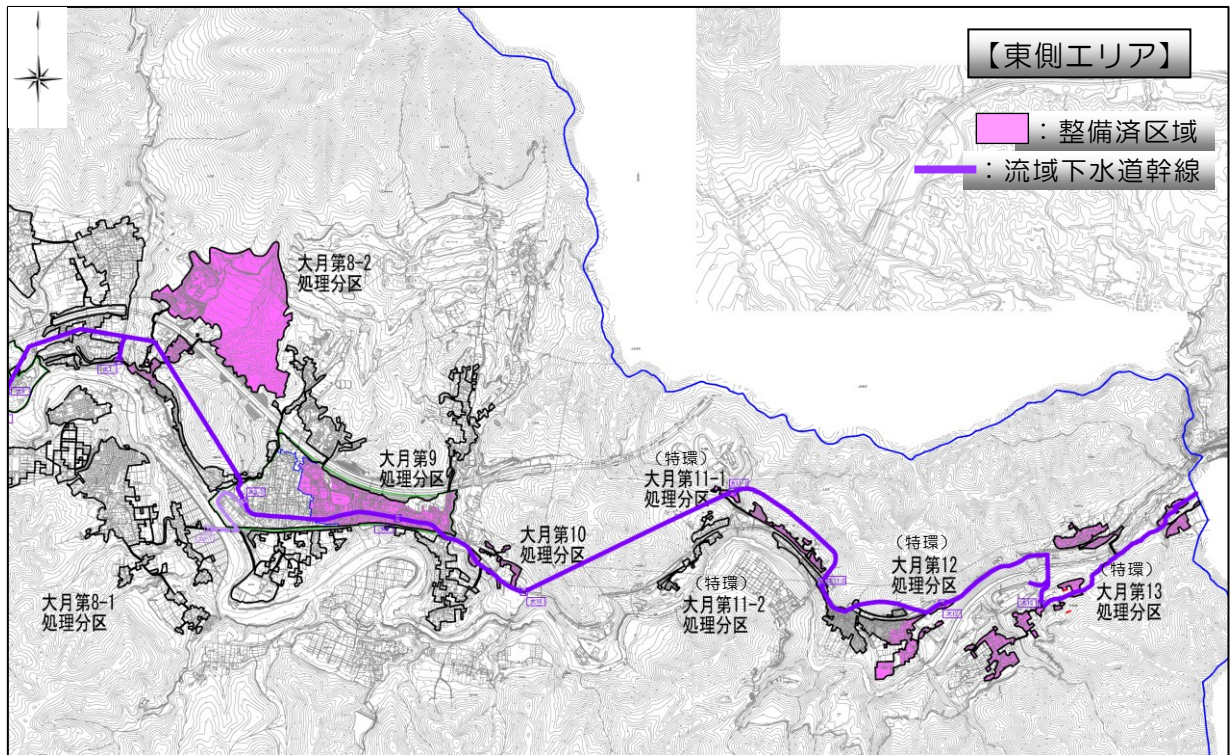 【東側エリア】
：整備済区域
：流域下水道幹線
大月第8-2
処理分区
大月第9
処理分区
（特環）
大月第11-1
処理分区
大月第10
処理分区
（特環）
大月第12
処理分区
（特環）
大月第11-2
処理分区
（特環）
大月第13
処理分区
大月第8-1
処理分区